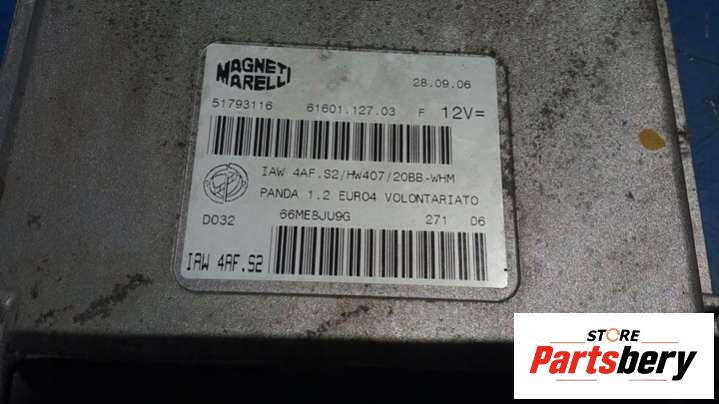 MAGNETI
MARELLI
28.09.06
51793116 61601.127.03 F 12V=
IAW 4AF.S2/HW407/20BB-WHM
PANDA 1.2 EURO4 VOLONTARIATO
D032 66ME8JU9G 271 06
IAW 4AF.S2
STORE
Partsbery